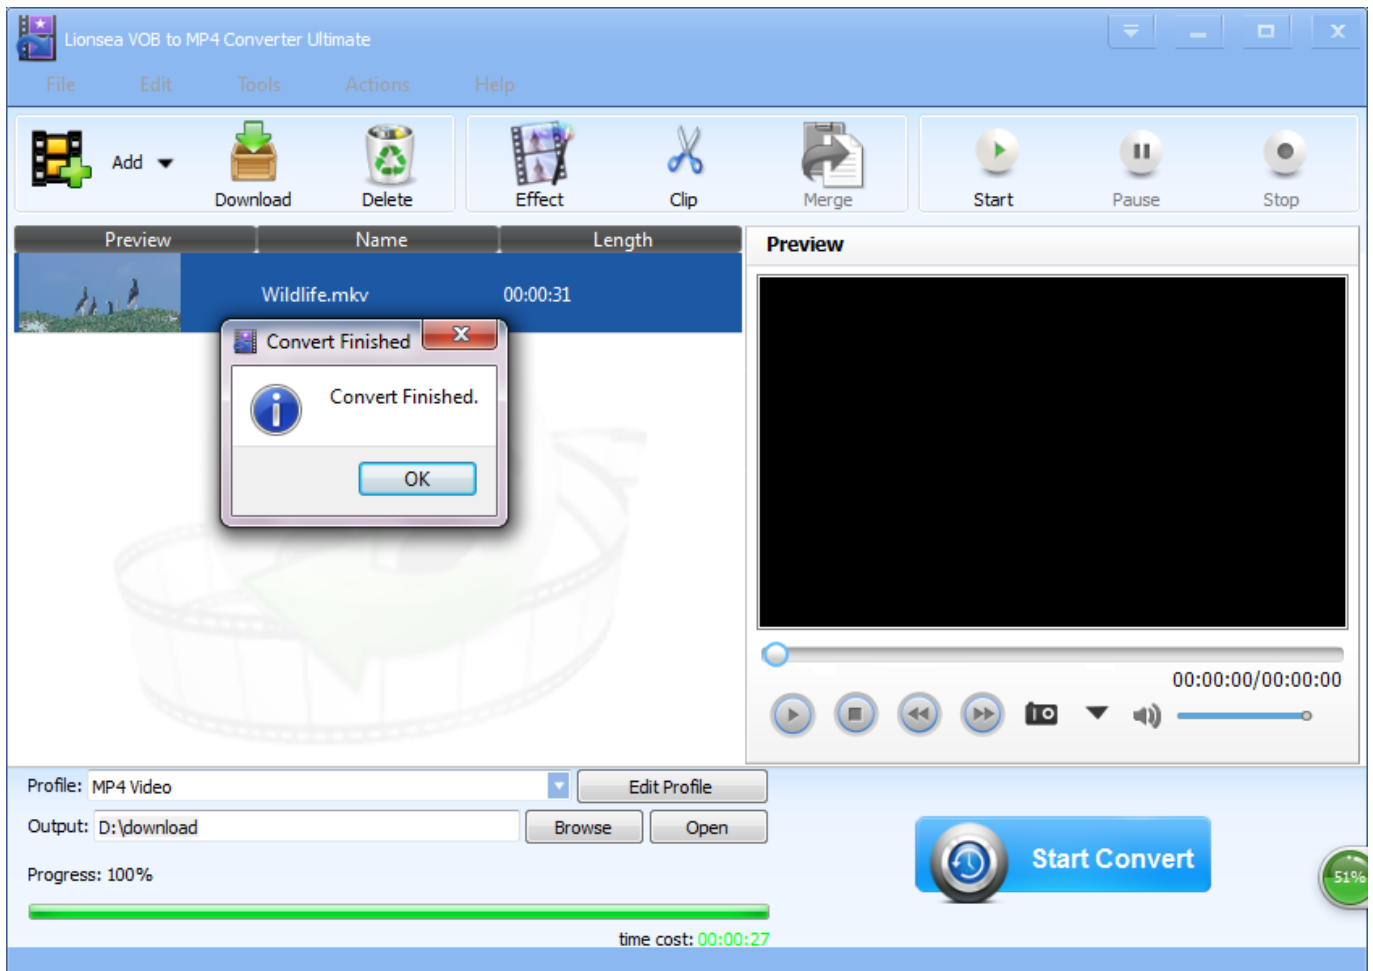 Lionsea VOB to MP4 Converter Ultimate
File Edit Tools Actions Help
Add
Download Delete Effect Clip Merge Start Pause Stop
Preview Name Length
Preview
Wildlife.mkv 00:00:31
Convert Finished
Convert Finished.
OK
00:00:00/00:00:00
Profile: MP4 Video Edit Profile
Output: D:\download Browse Open
Start Convert
Progress: 100%
51%
time cost: 00:00:27